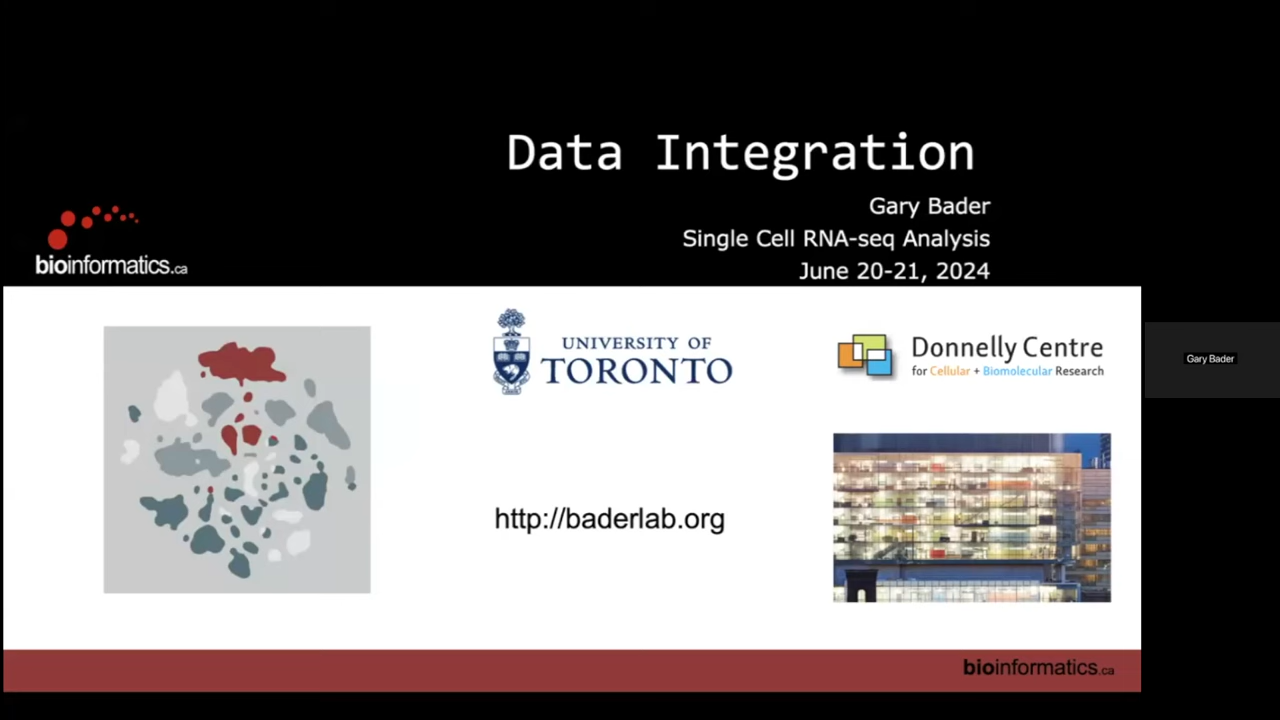 Data Integration
Gary Bader
Single Cell RNA-seq Analysis
June 20-21, 2024
bioinformatics.ca
UNIVERSITY OF
TORONTO
Donnelly Centre
for Cellular + Biomolecular Research
Gary Bader
http://baderlab.org
bioinformatics.ca